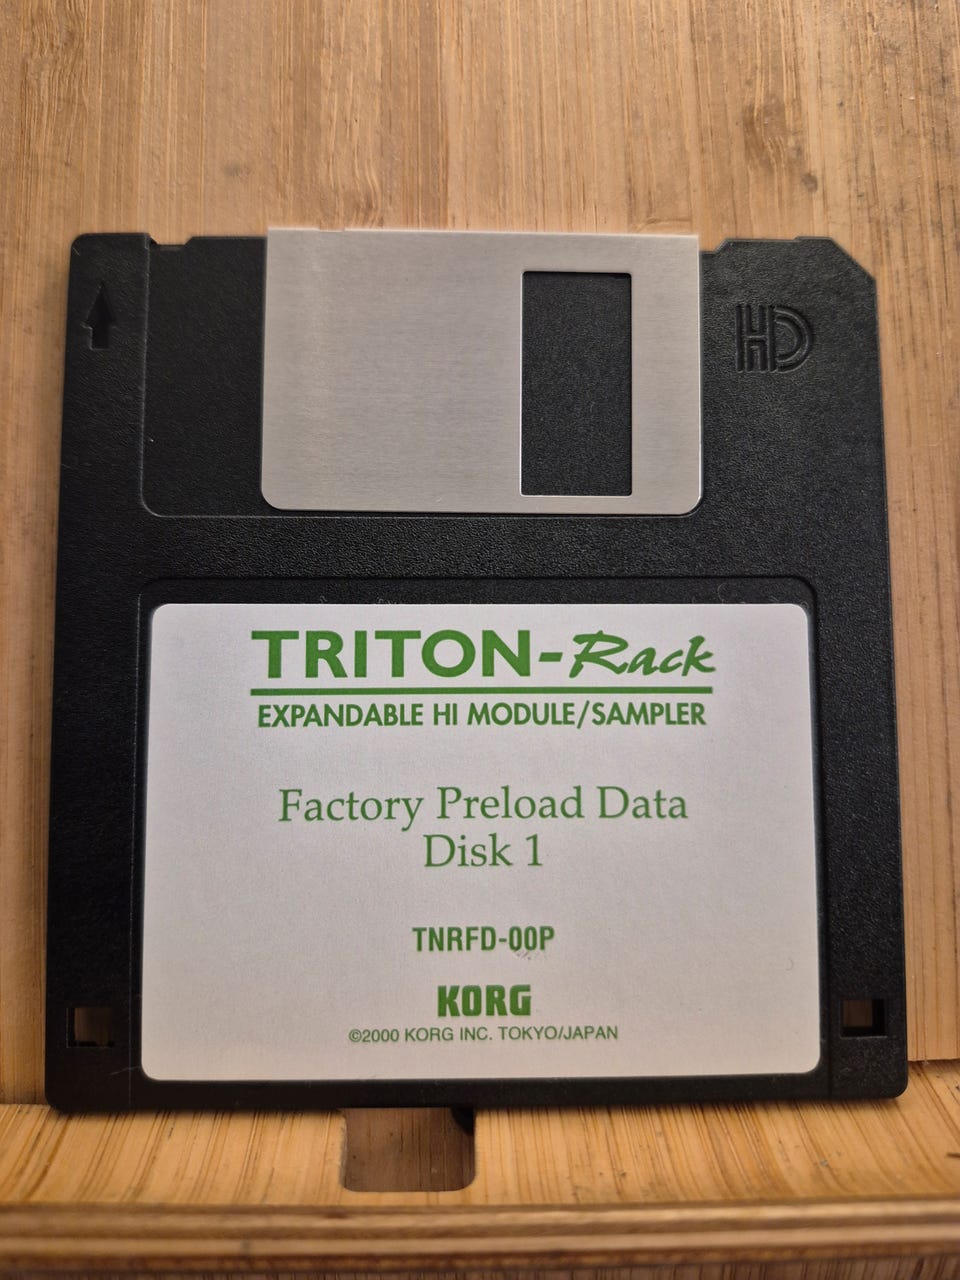 HD
TRITON-Rack
EXPANDABLE HI MODULE/SAMPLER
Factory Preload Data
Disk 1
TNRFD-00P
KORG
©2000 KORG INC. TOKYO/JAPAN